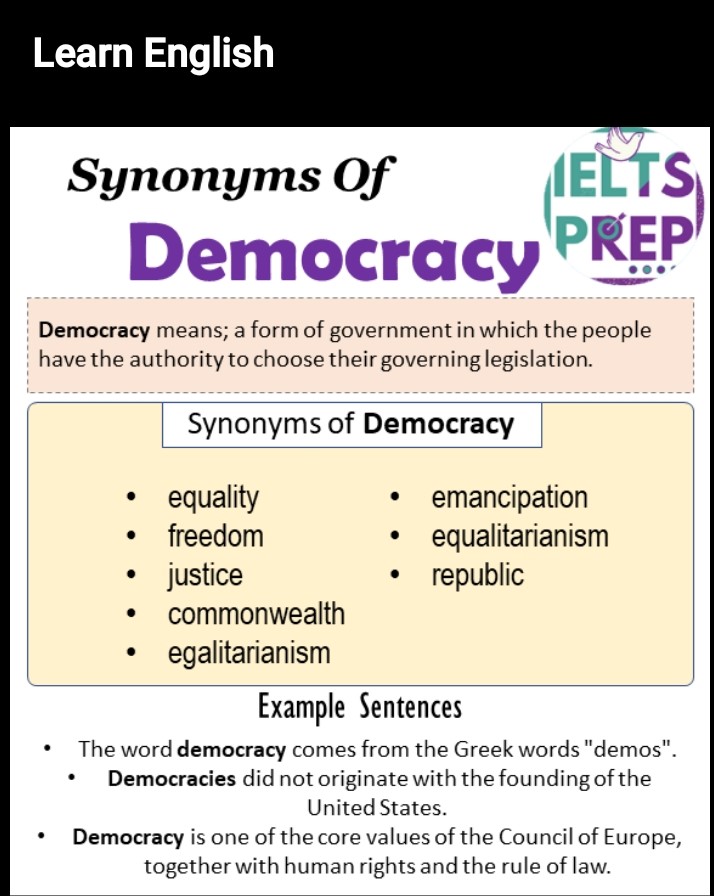 Learn English
Synonyms Of
Democracy
IELTS
PREP
Democracy means; a form of government in which the people
have the authority to choose their governing legislation.
Synonyms of Democracy
• equality
• freedom
• justice
• commonwealth
• egalitarianism
• emancipation
• equalitarianism
• republic
Example Sentences
• The word democracy comes from the Greek words "demos".
• Democracies did not originate with the founding of the
United States.
• Democracy is one of the core values of the Council of Europe,
together with human rights and the rule of law.